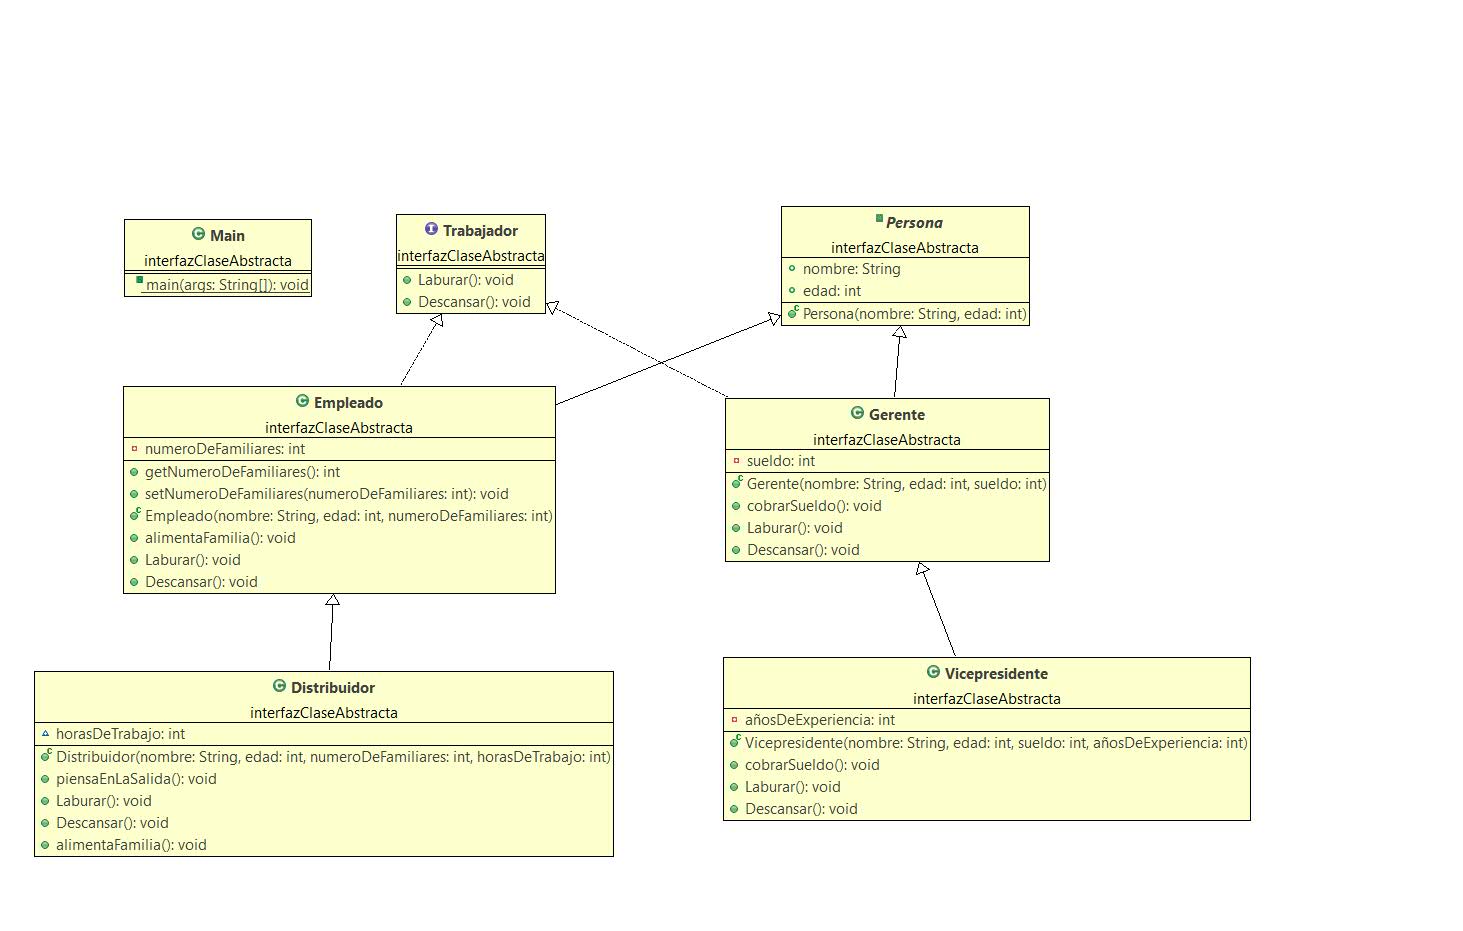 Main
interfazClaseAbstracta
main(args: String[]): void
Trabajador
interfazClaseAbstracta
Laburar(): void
Descansar(): void
Persona
interfazClaseAbstracta
nombre: String
edad: int
Persona(nombre: String, edad: int)
Empleado
interfazClaseAbstracta
numeroDeFamiliares: int
getNumeroDeFamiliares(): int
setNumeroDeFamiliares(numeroDeFamiliares: int): void
Empleado(nombre: String, edad: int, numeroDeFamiliares: int)
alimentaFamilia(): void
Laburar(): void
Descansar(): void
Gerente
interfazClaseAbstracta
sueldo: int
Gerente(nombre: String, edad: int, sueldo: int)
cobrarSueldo(): void
Laburar(): void
Descansar(): void
Distribuidor
interfazClaseAbstracta
horasDeTrabajo: int
Distribuidor(nombre: String, edad: int, numeroDeFamiliares: int, horasDeTrabajo: int)
piensaEnLaSalida(): void
Laburar(): void
Descansar(): void
alimentaFamilia(): void
Vicepresidente
interfazClaseAbstracta
añosDeExperiencia: int
Vicepresidente(nombre: String, edad: int, sueldo: int, añosDeExperiencia: int)
cobrarSueldo(): void
Laburar(): void
Descansar(): void